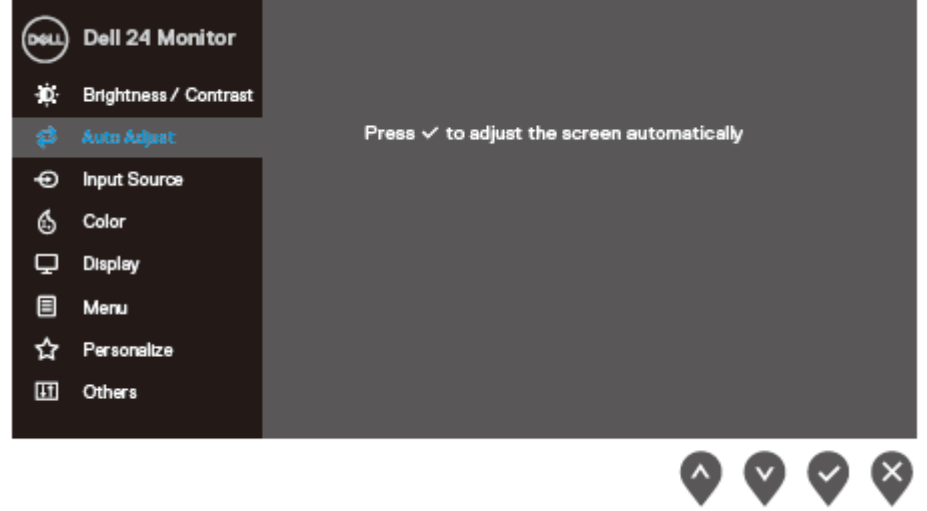 DELL
Dell 24 Monitor
Brightness / Contrast
Auto Adjust
Press ✓ to adjust the screen automatically
Input Source
Color
Display
Menu
Personalize
Others